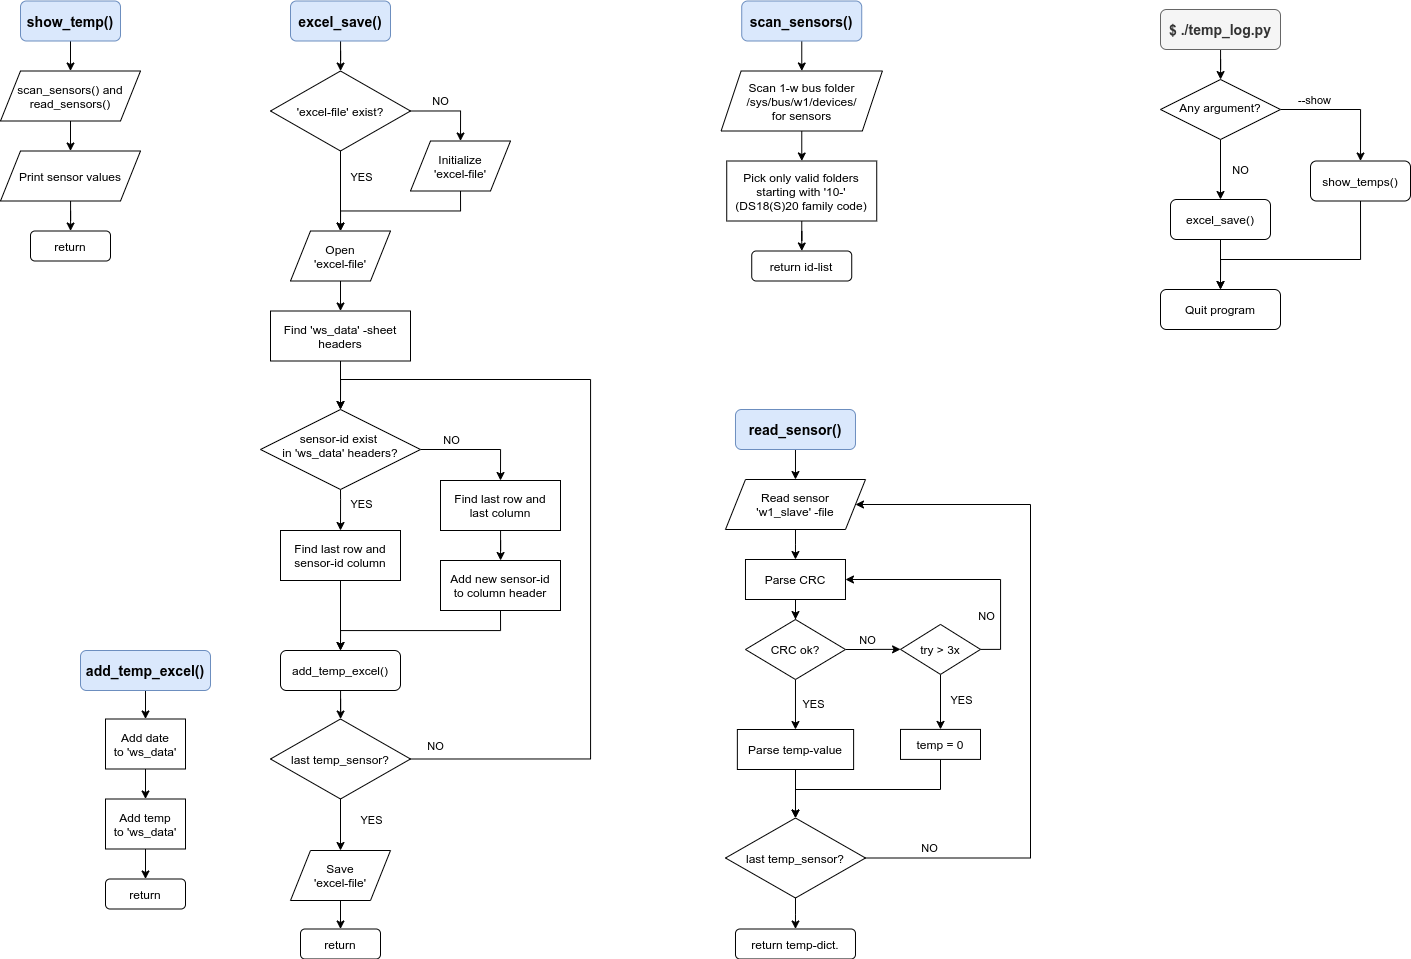 show_temp()
scan_sensors() and
read_sensors()
Print sensor values
return
excel_save()
'excel-file' exist?
NO
Initialize
'excel-file'
YES
Open
'excel-file'
Find 'ws_data' -sheet
headers
sensor-id exist
in 'ws_data' headers?
NO
YES
Find last row and
last column
Find last row and
sensor-id column
Add new sensor-id
to column header
add_temp_excel()
last temp_sensor?
NO
YES
Save
'excel-file'
return
add_temp_excel()
Add date
to 'ws_data'
Add temp
to 'ws_data'
return
scan_sensors()
Scan 1-w bus folder
/sys/bus/w1/devices/
for sensors
Pick only valid folders
starting with '10-'
(DS18(S)20 family code)
return id-list
read_sensor()
Read sensor
'w1_slave' -file
Parse CRC
CRC ok?
NO
try > 3x
NO
YES
YES
Parse temp-value
temp = 0
last temp_sensor?
NO
return temp-dict.
$ ./temp_log.py
Any argument?
--show
NO
show_temps()
excel_save()
Quit program